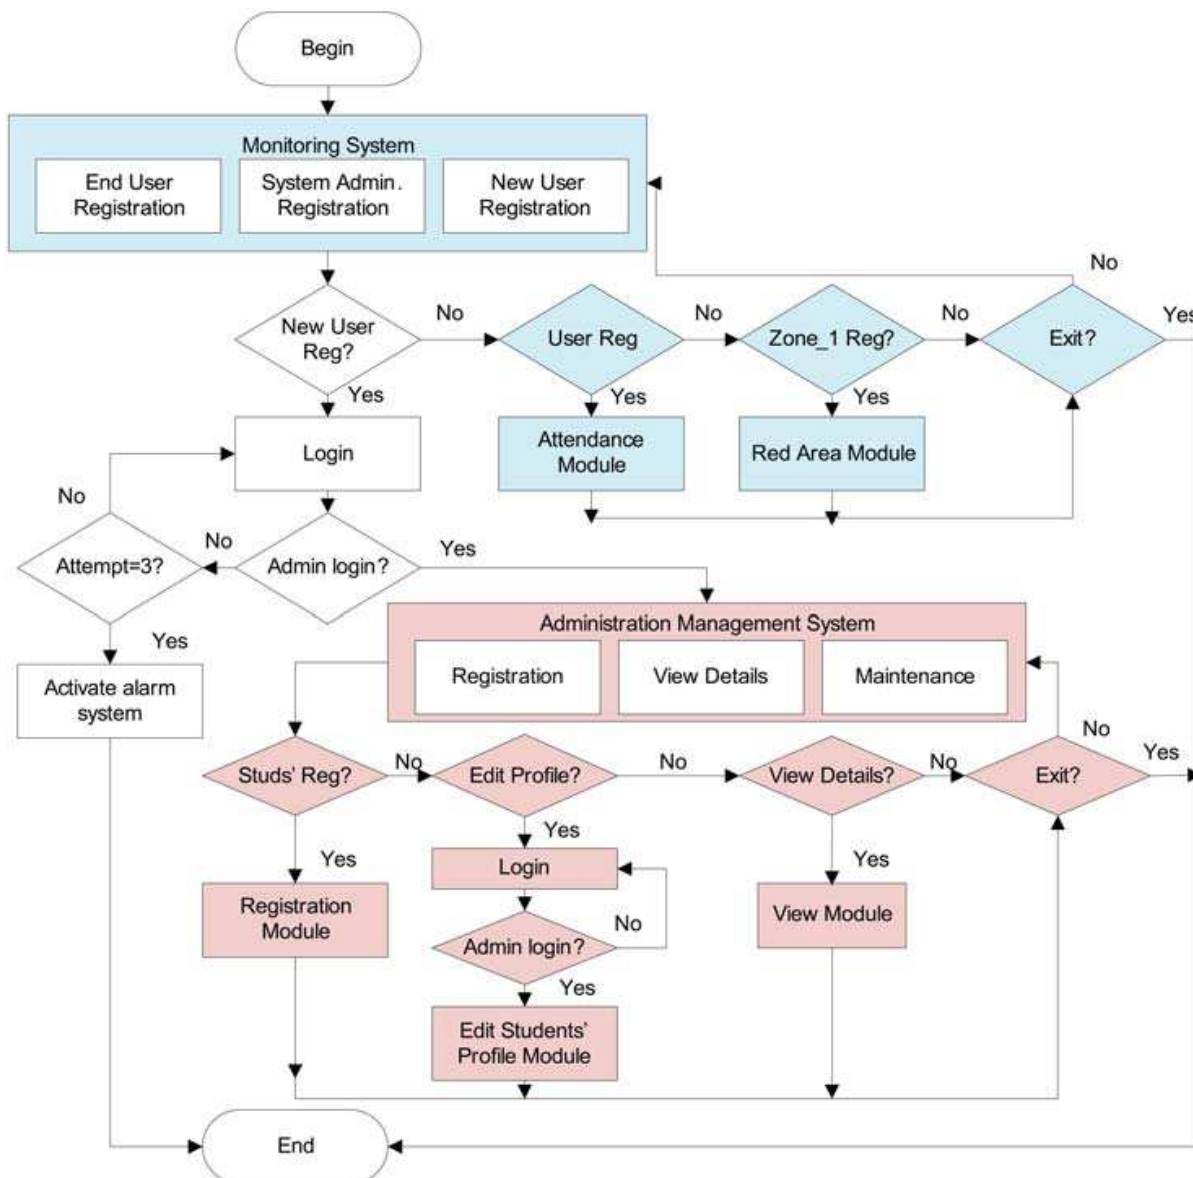 Begin
Monitoring System
End User
Registration
System Admin.
Registration
New User
Registration
No
New User
Reg?
No
User Reg
No
Zone_1 Reg?
No
Exit?
Yes
Yes
Yes
Yes
Login
Attendance
Module
Red Area Module
No
Attempt=3?
No
Admin login?
Yes
Yes
Administration Management System
Registration
View Details
Maintenance
Activate alarm
system
No
Studs' Reg?
No
Edit Profile?
No
View Details?
No
Exit?
Yes
Yes
Yes
Yes
Login
Registration
Module
View Module
Admin login?
No
Yes
Edit Students'
Profile Module
End